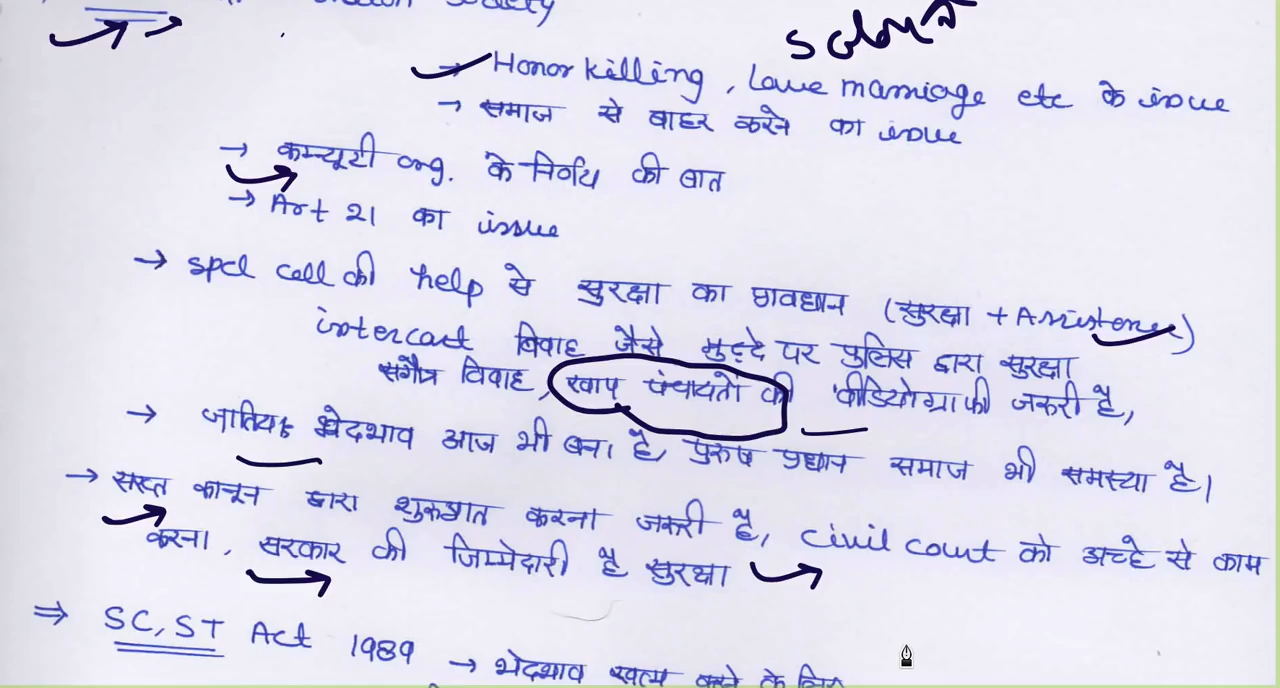 Society
→ Honor killing, Love marriage etc के issue
→ समाज से बाहर करने का issue
→ कम्यूटी org. के निर्णय की बात
→ Art 21 का issue
→ spcl cell की help से सुरक्षा का प्रावधान (सुरक्षा + Assistence)
intercast विवाह जैसे मुद्दे पर पुलिस द्वारा सुरक्षा
सगौत्र विवाह, खाप पंचायतों की वीडियोग्राफी जरूरी है,
→ जातिय भेदभाव आज भी बना है, पुरुष प्रधान समाज भी समस्या है।
→ सख्त कानून द्वारा शुरुआत करना जरूरी है, civil court को अच्छे से काम
करना, सरकार की जिम्मेदारी है सुरक्षा
⇒ SC, ST Act 1989 → भेदभाव खत्म करने के लिए